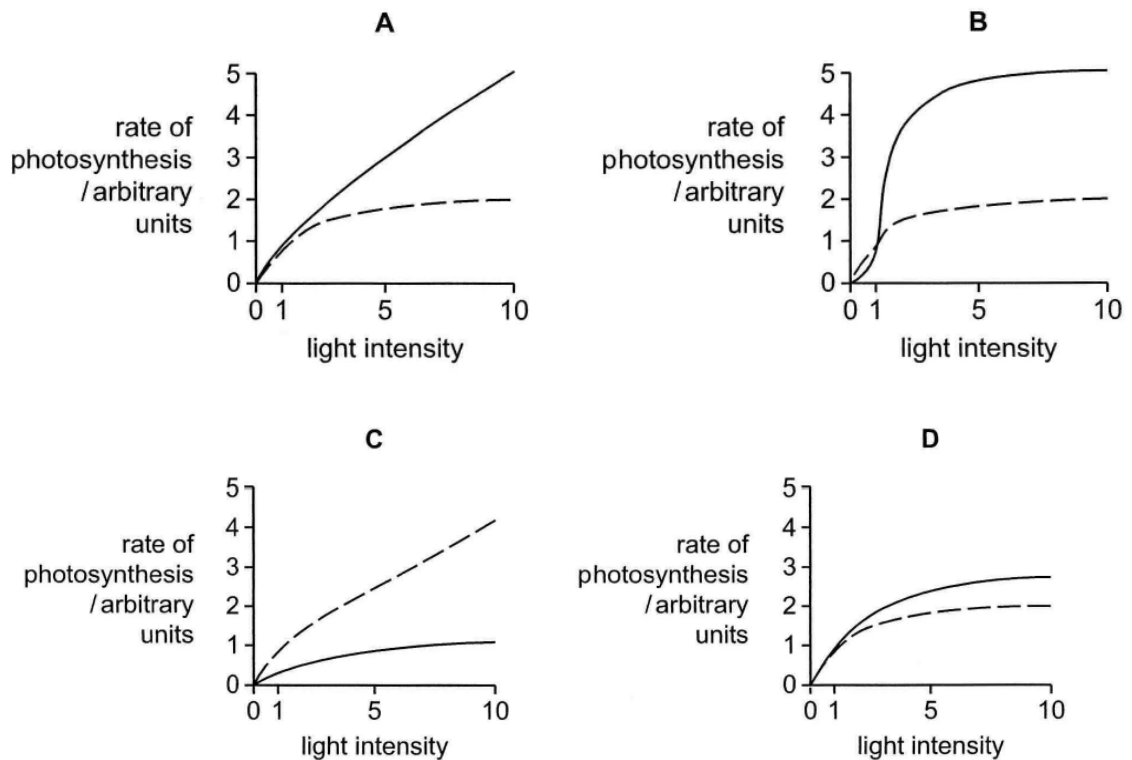 A
5
4
3
2
1
0
rate of
photosynthesis
/ arbitrary
units
0 1 5 10
light intensity
B
5
4
3
2
1
0
rate of
photosynthesis
/ arbitrary
units
0 1 5 10
light intensity
C
5
4
3
2
1
0
rate of
photosynthesis
/ arbitrary
units
0 1 5 10
light intensity
D
5
4
3
2
1
0
rate of
photosynthesis
/ arbitrary
units
0 1 5 10
light intensity